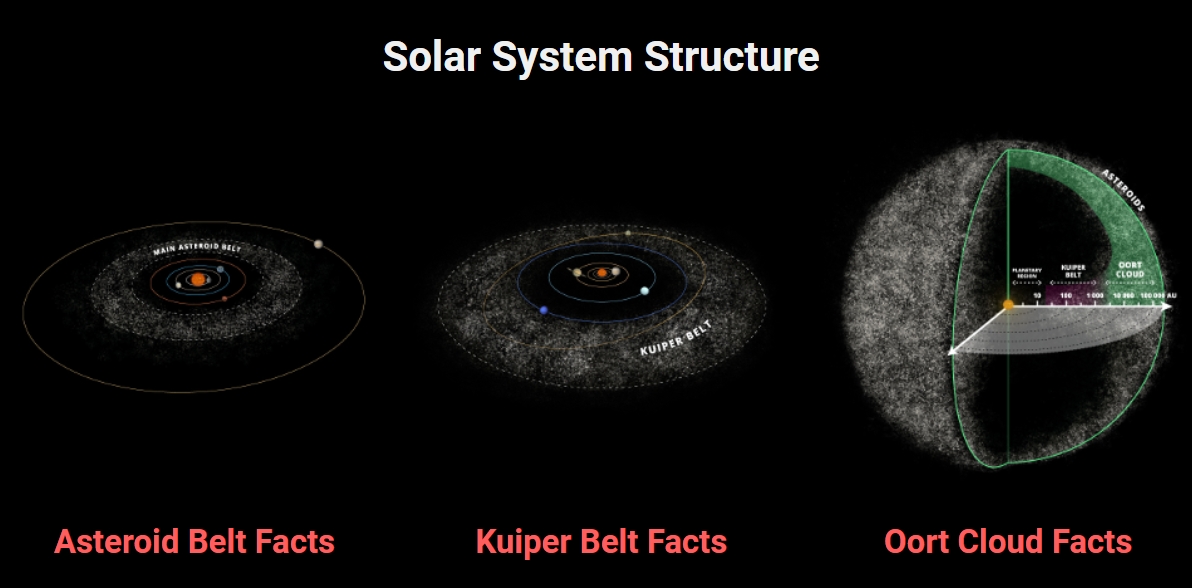 Solar System Structure
MAIN ASTEROID BELT
KUIPER BELT
ASTEROIDS
PLANETARY
REGION
KUIPER
BELT
OORT
CLOUD
10 100 1 000 10 000 100 000 AU
Asteroid Belt Facts
Kuiper Belt Facts
Oort Cloud Facts